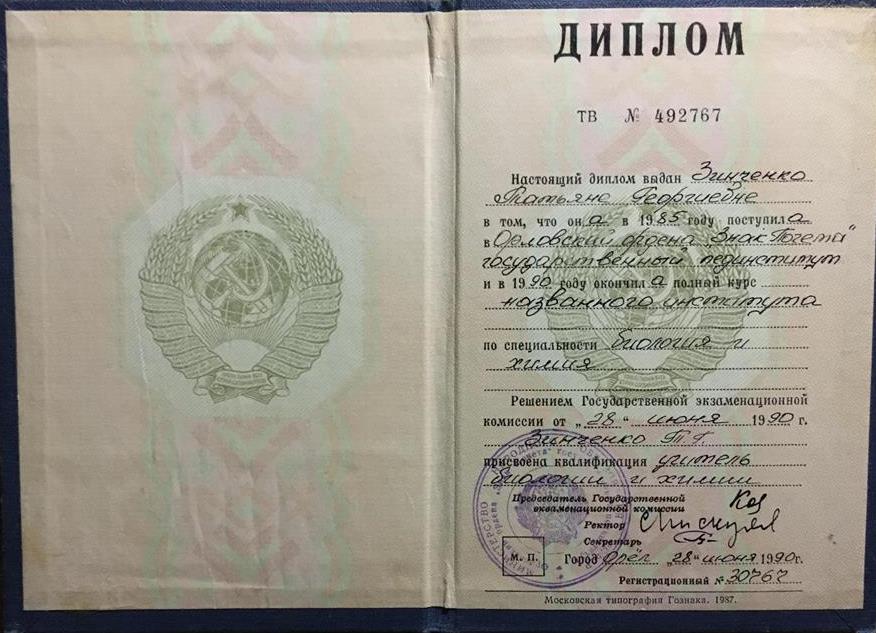 ДИПЛОМ
ТВ № 492767
Настоящий диплом выдан Зинченко
Татьяне Георгиевне
в том, что она в 1985 году поступила
в Орловский ордена „Знак Почета"
государственный пединститут
и в 1990 году окончила полный курс
названного института
по специальности биология и
химия
Решением Государственной экзаменационной
комиссии от „28" июня 1990 г.
Зинченко Т.Г.
присвоена квалификация учитель
биологии и химии
Председатель Государственной
экзаменационной комиссии
Ректор
Секретарь
М. П.
Город Орёл „28" июня 1990г.
Регистрационный № 30767
Московская типография Гознака. 1987.